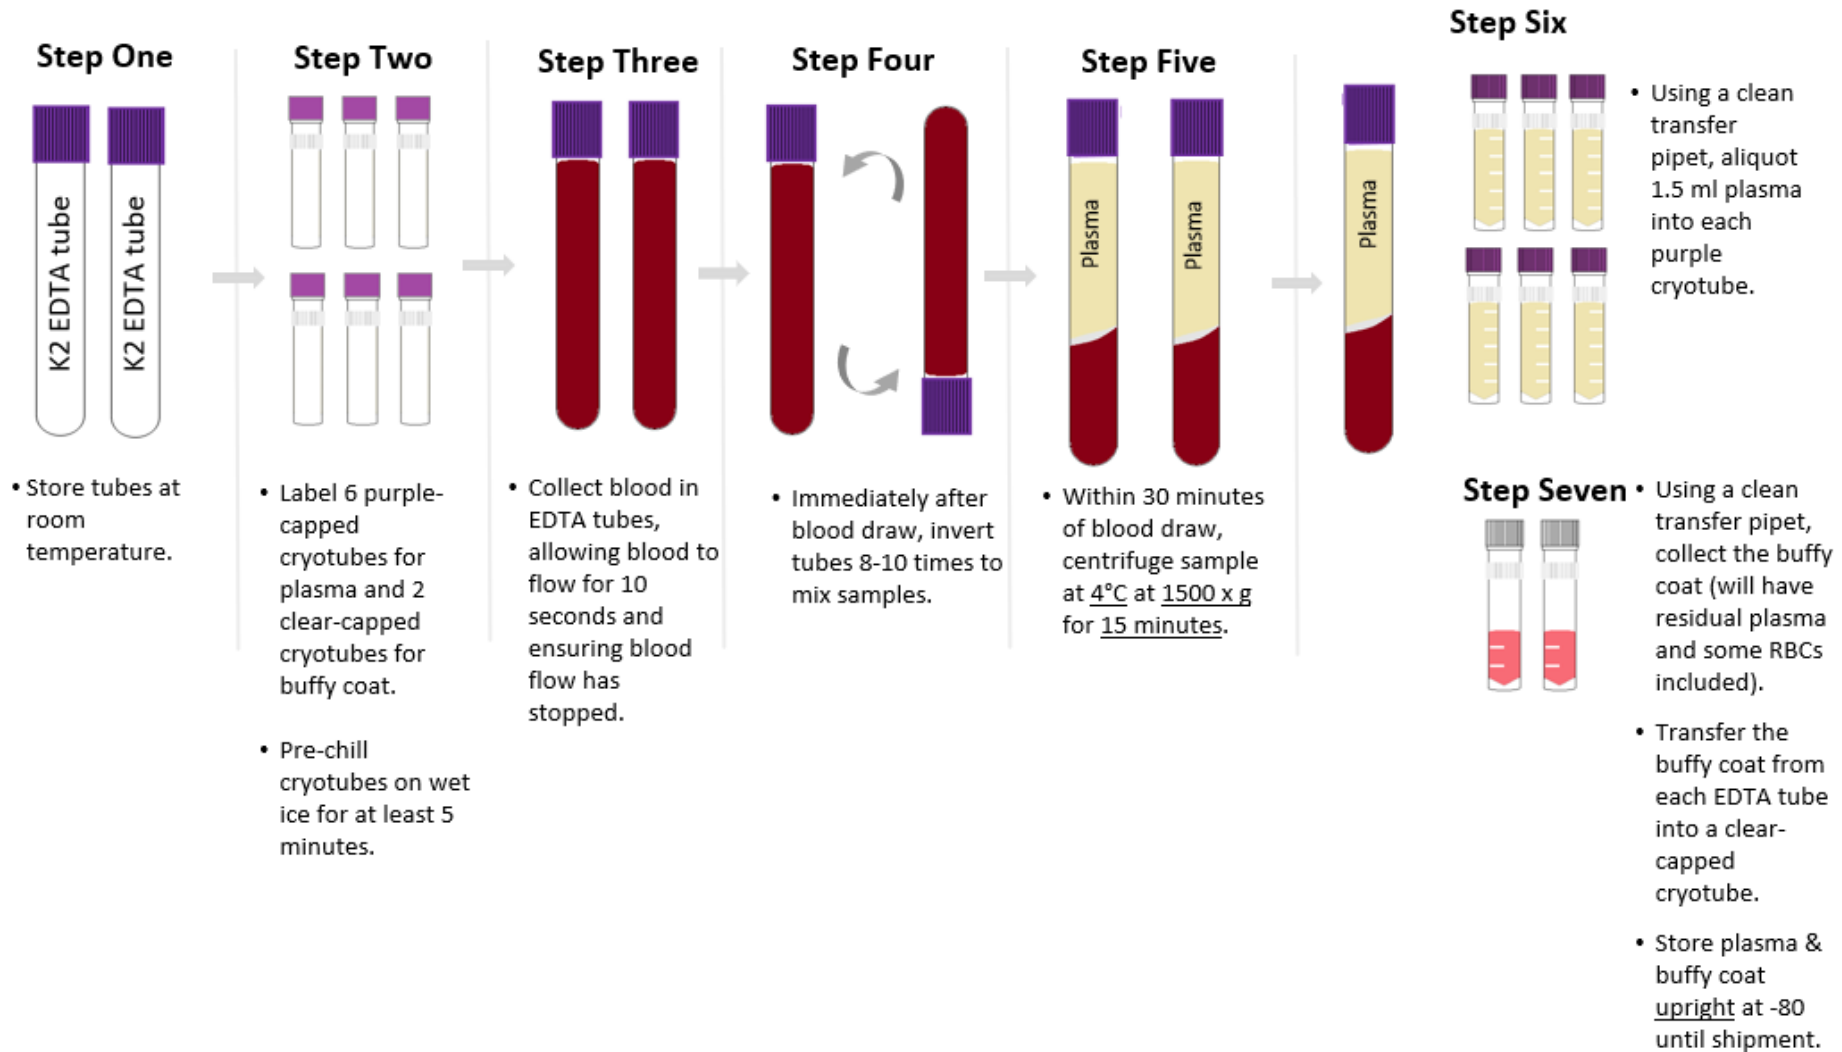 Step One
K2 EDTA tube
K2 EDTA tube
• Store tubes at
room
temperature.
Step Two
• Label 6 purple-
capped
cryotubes for
plasma and 2
clear-capped
cryotubes for
buffy coat.
• Pre-chill
cryotubes on wet
ice for at least 5
minutes.
Step Three
• Collect blood in
EDTA tubes,
allowing blood to
flow for 10
seconds and
ensuring blood
flow has
stopped.
Step Four
• Immediately after
blood draw, invert
tubes 8-10 times to
mix samples.
Step Five
Plasma
Plasma
• Within 30 minutes
of blood draw,
centrifuge sample
at 4°C at 1500 x g
for 15 minutes.
Plasma
Step Six
• Using a clean
transfer
pipet, aliquot
1.5 ml plasma
into each
purple
cryotube.
Step Seven
• Using a clean
transfer pipet,
collect the buffy
coat (will have
residual plasma
and some RBCs
included).
• Transfer the
buffy coat from
each EDTA tube
into a clear-
capped
cryotube.
• Store plasma &
buffy coat
upright at -80
until shipment.